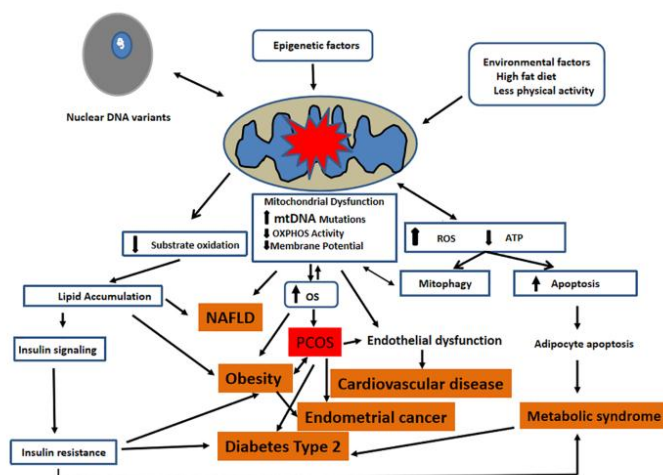 Epigenetic factors
Environmental factors
High fat diet
Less physical activity
Nuclear DNA variants
Mitochondrial Dysfunction
mtDNA Mutations
OXPHOS Activity
Membrane Potential
Substrate oxidation
ROS ATP
Lipid Accumulation
OS
Mitophagy
Apoptosis
NAFLD
Insulin signaling
PCOS
Endothelial dysfunction
Adipocyte apoptosis
Obesity
Cardiovascular disease
Endometrial cancer
Metabolic syndrome
Insulin resistance
Diabetes Type 2